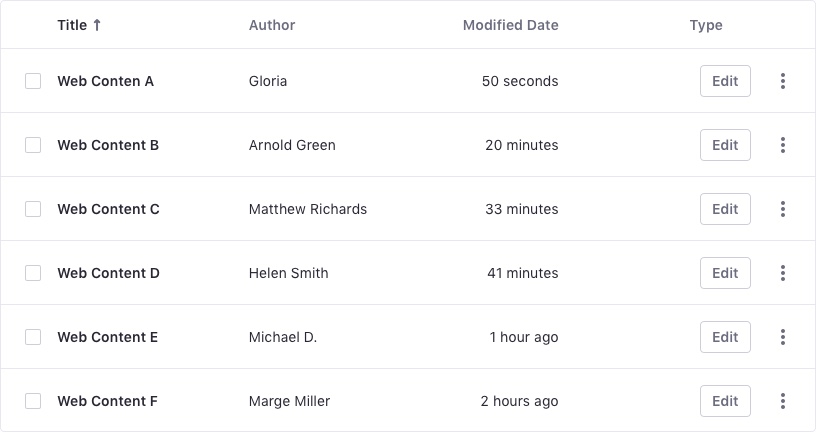 Title ↑ Author Modified Date Type
Web Conten A Gloria 50 seconds Edit
Web Content B Arnold Green 20 minutes Edit
Web Content C Matthew Richards 33 minutes Edit
Web Content D Helen Smith 41 minutes Edit
Web Content E Michael D. 1 hour ago Edit
Web Content F Marge Miller 2 hours ago Edit